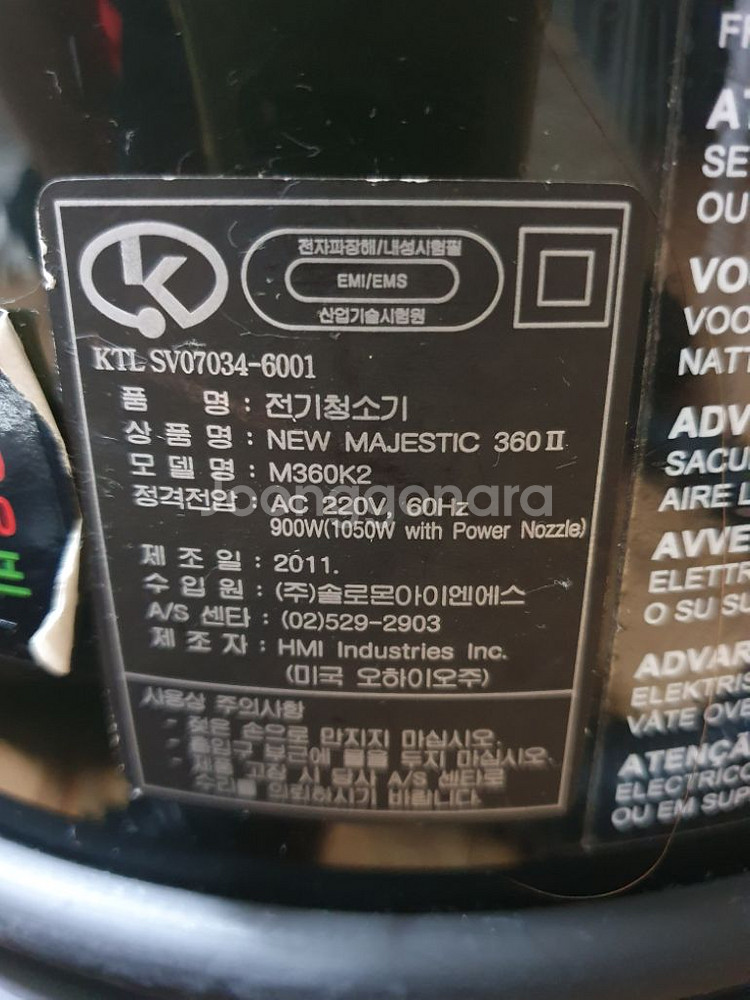 전자파장해/내성시험필
EMI/EMS
산업기술시험원
KTL SV07034-6001
품 명 : 전기청소기
상 품 명 : NEW MAJESTIC 360 II
모 델 명 : M360K2
정격전압 : AC 220V, 60Hz
900W(1050W with Power Nozzle)
제 조 일 : 2011.
수 입 원 : (주)솔로몬아이엔에스
A/S 센타 : (02)529-2903
제 조 자 : HMI Industries Inc.
(미국 오하이오주)
사용상 주의사항
- 젖은 손으로 만지지 마십시오.
- 흡입구 부근에 물을 두지 마십시오.
- 제품 고장 시 당사 A/S 센타로
수리를 의뢰하시기 바랍니다.
Joonggonara
SE
OU
VO
VOO
NATT
ADV
SACU
AIRE
AVVE
ELETTR
O SU SU
ADVAR
ELEKTRIS
VATE OVE
ATENÇÃ
ELECTRICO
OU EM SUP